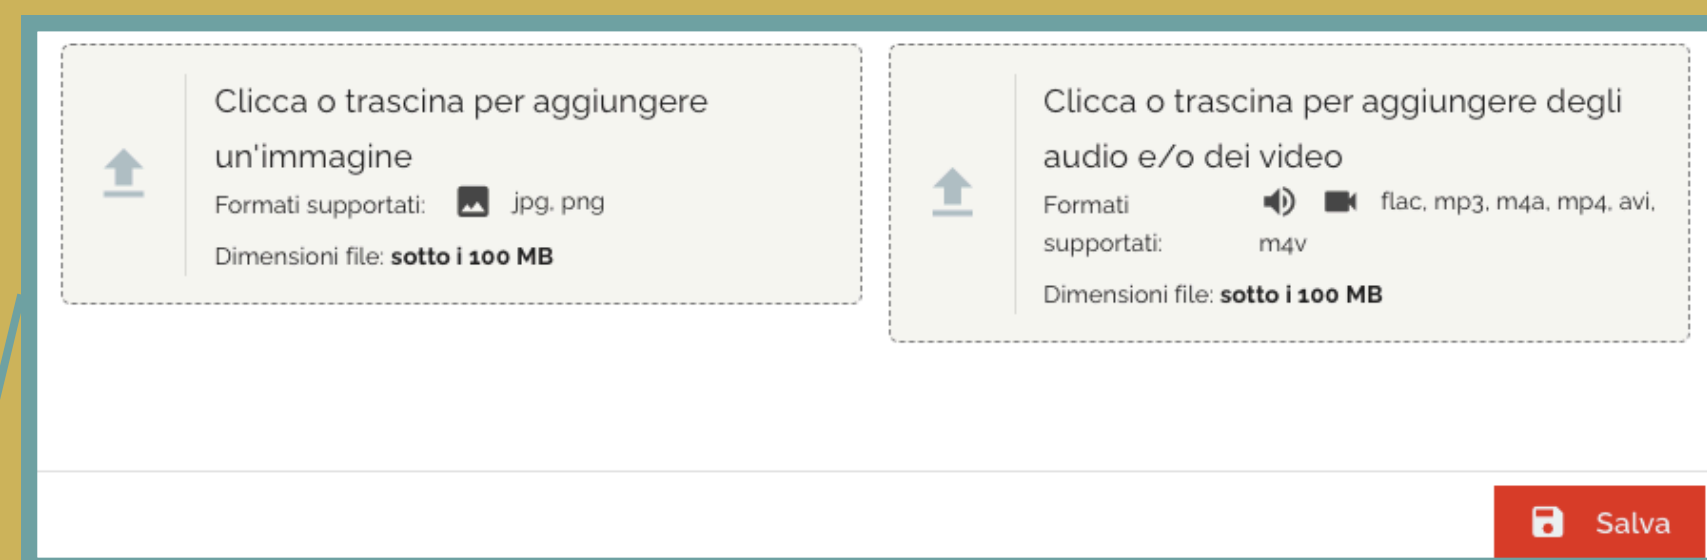 Clicca o trascina per aggiungere
un'immagine
Formati supportati: jpg, png
Dimensioni file: sotto i 100 MB
Clicca o trascina per aggiungere degli
audio e/o dei video
Formati supportati: flac, mp3, m4a, mp4, avi,
m4v
Dimensioni file: sotto i 100 MB
Salva